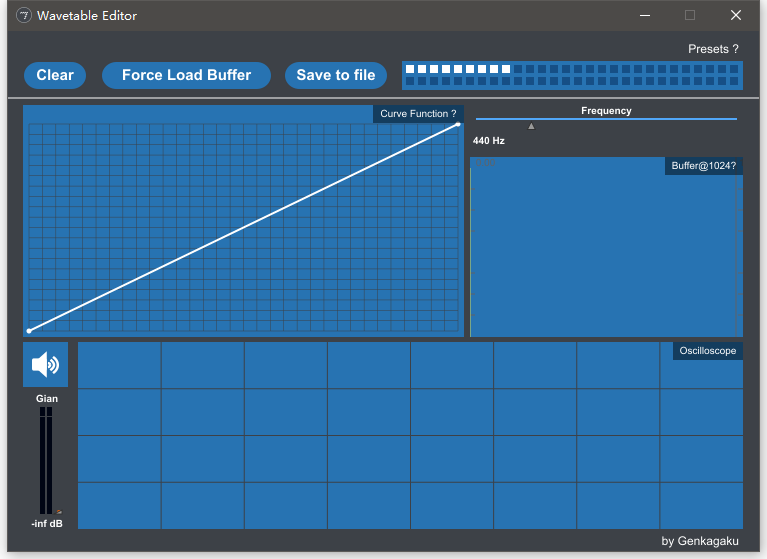 Wavetable Editor
Presets ?
Clear
Force Load Buffer
Save to file
Curve Function ?
Frequency
440 Hz
Buffer@1024?
Oscilloscope
Gian
-inf dB
by Genkagaku